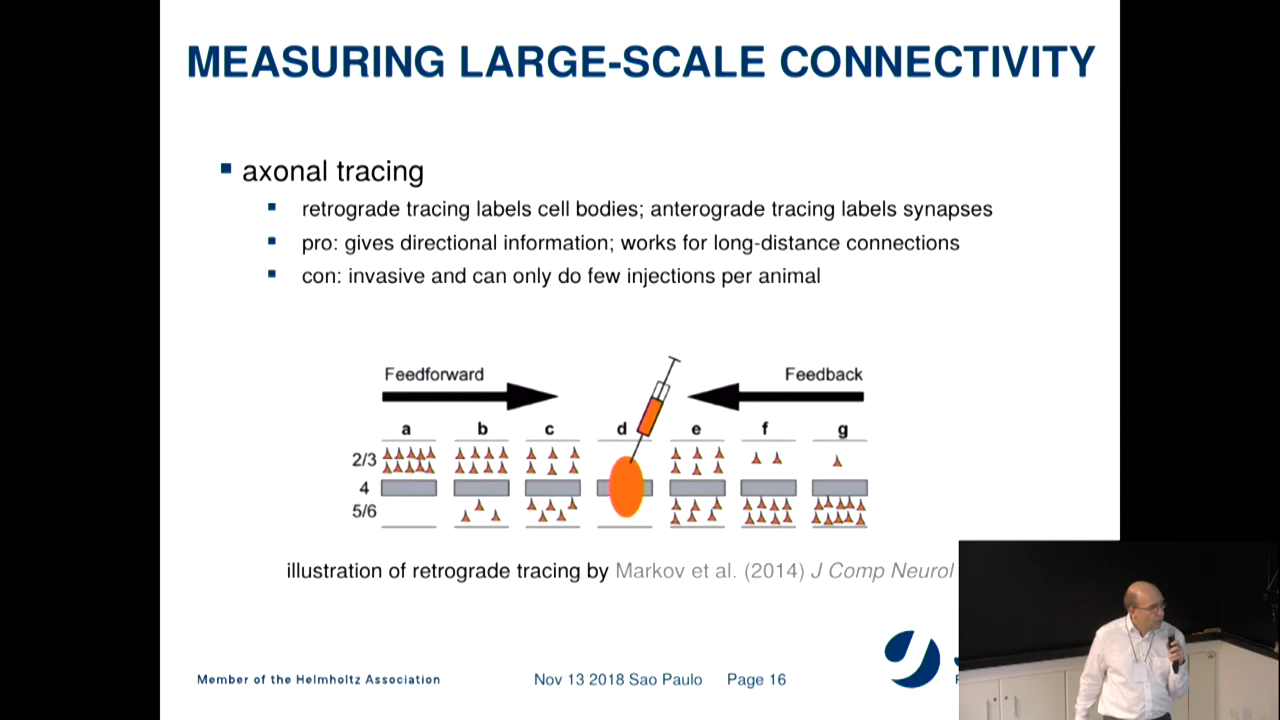 MEASURING LARGE-SCALE CONNECTIVITY
axonal tracing
retrograde tracing labels cell bodies; anterograde tracing labels synapses
pro: gives directional information; works for long-distance connections
con: invasive and can only do few injections per animal
Feedforward Feedback
a b c d e f g
2/3
4
5/6
illustration of retrograde tracing by Markov et al. (2014) J Comp Neurol
Member of the Helmholtz Association Nov 13 2018 Sao Paulo Page 16